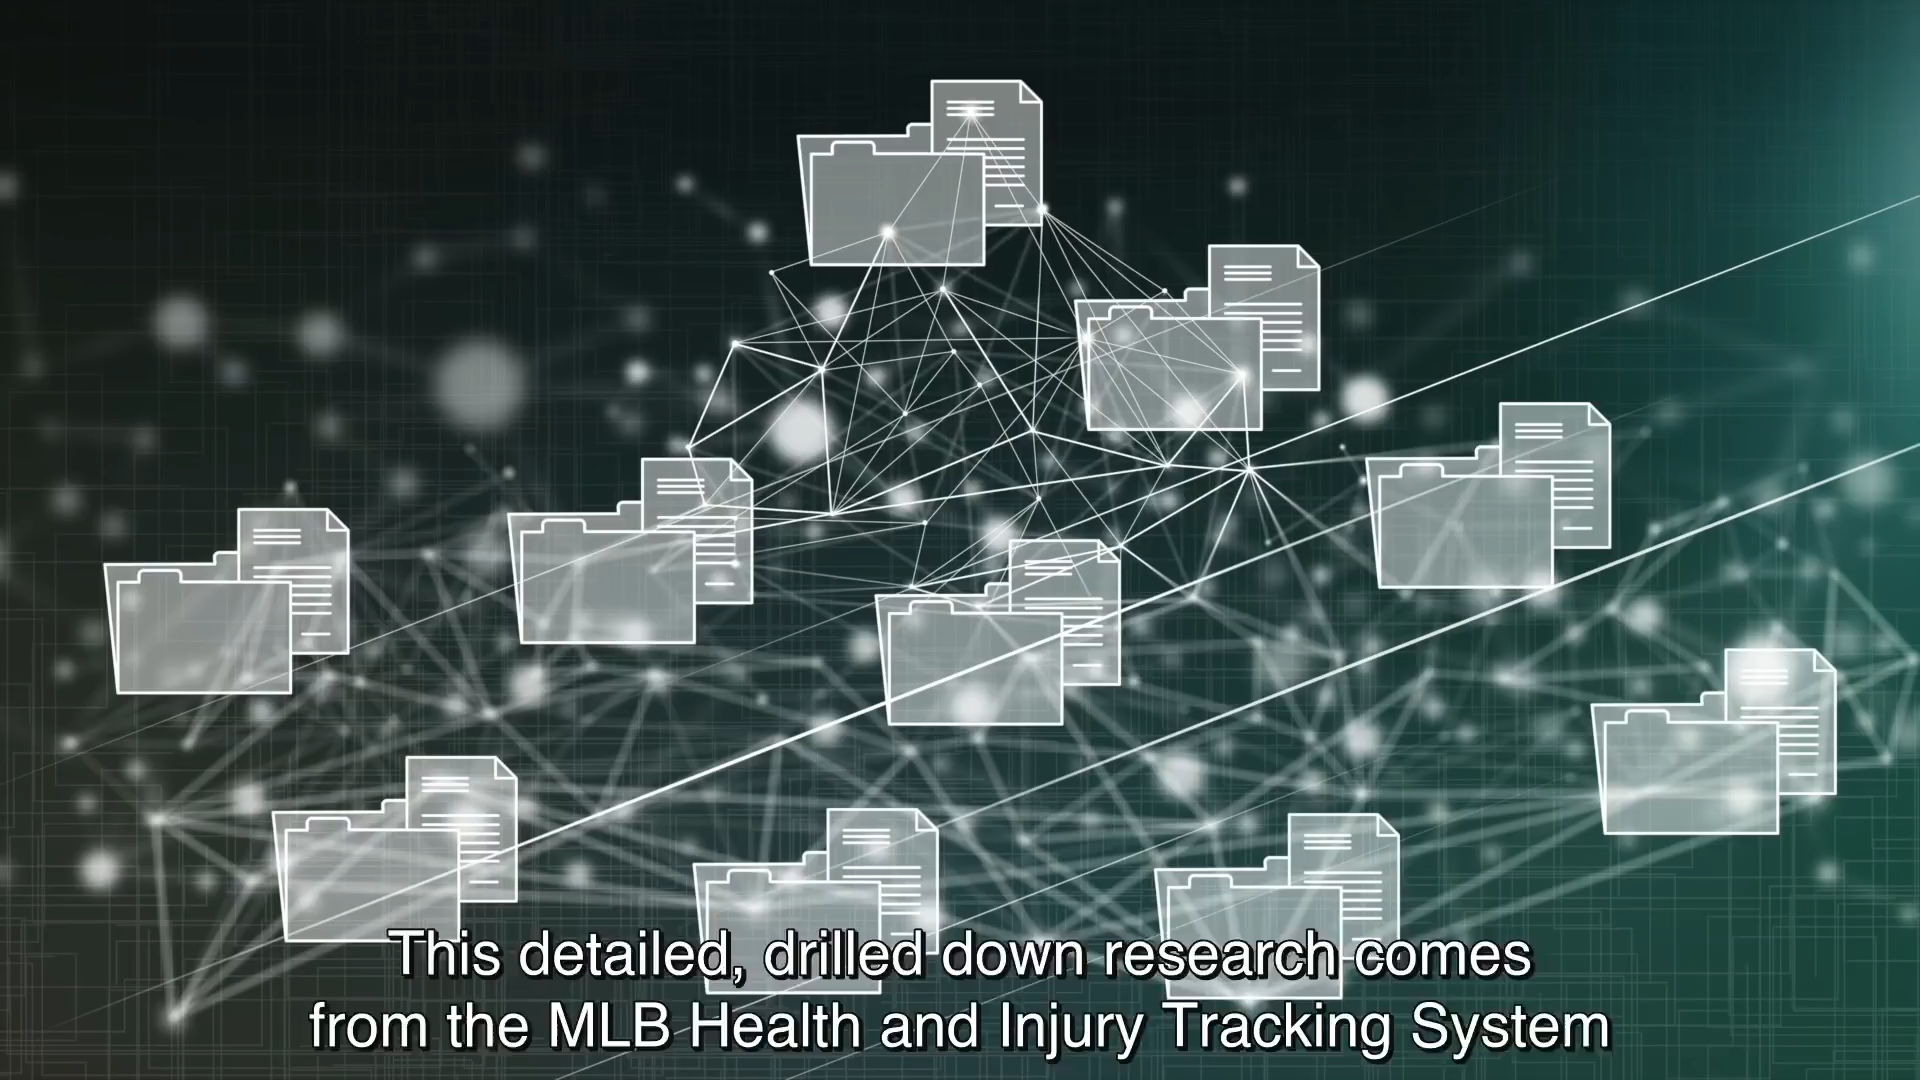 This detailed, drilled down research comes
from the MLB Health and Injury Tracking System